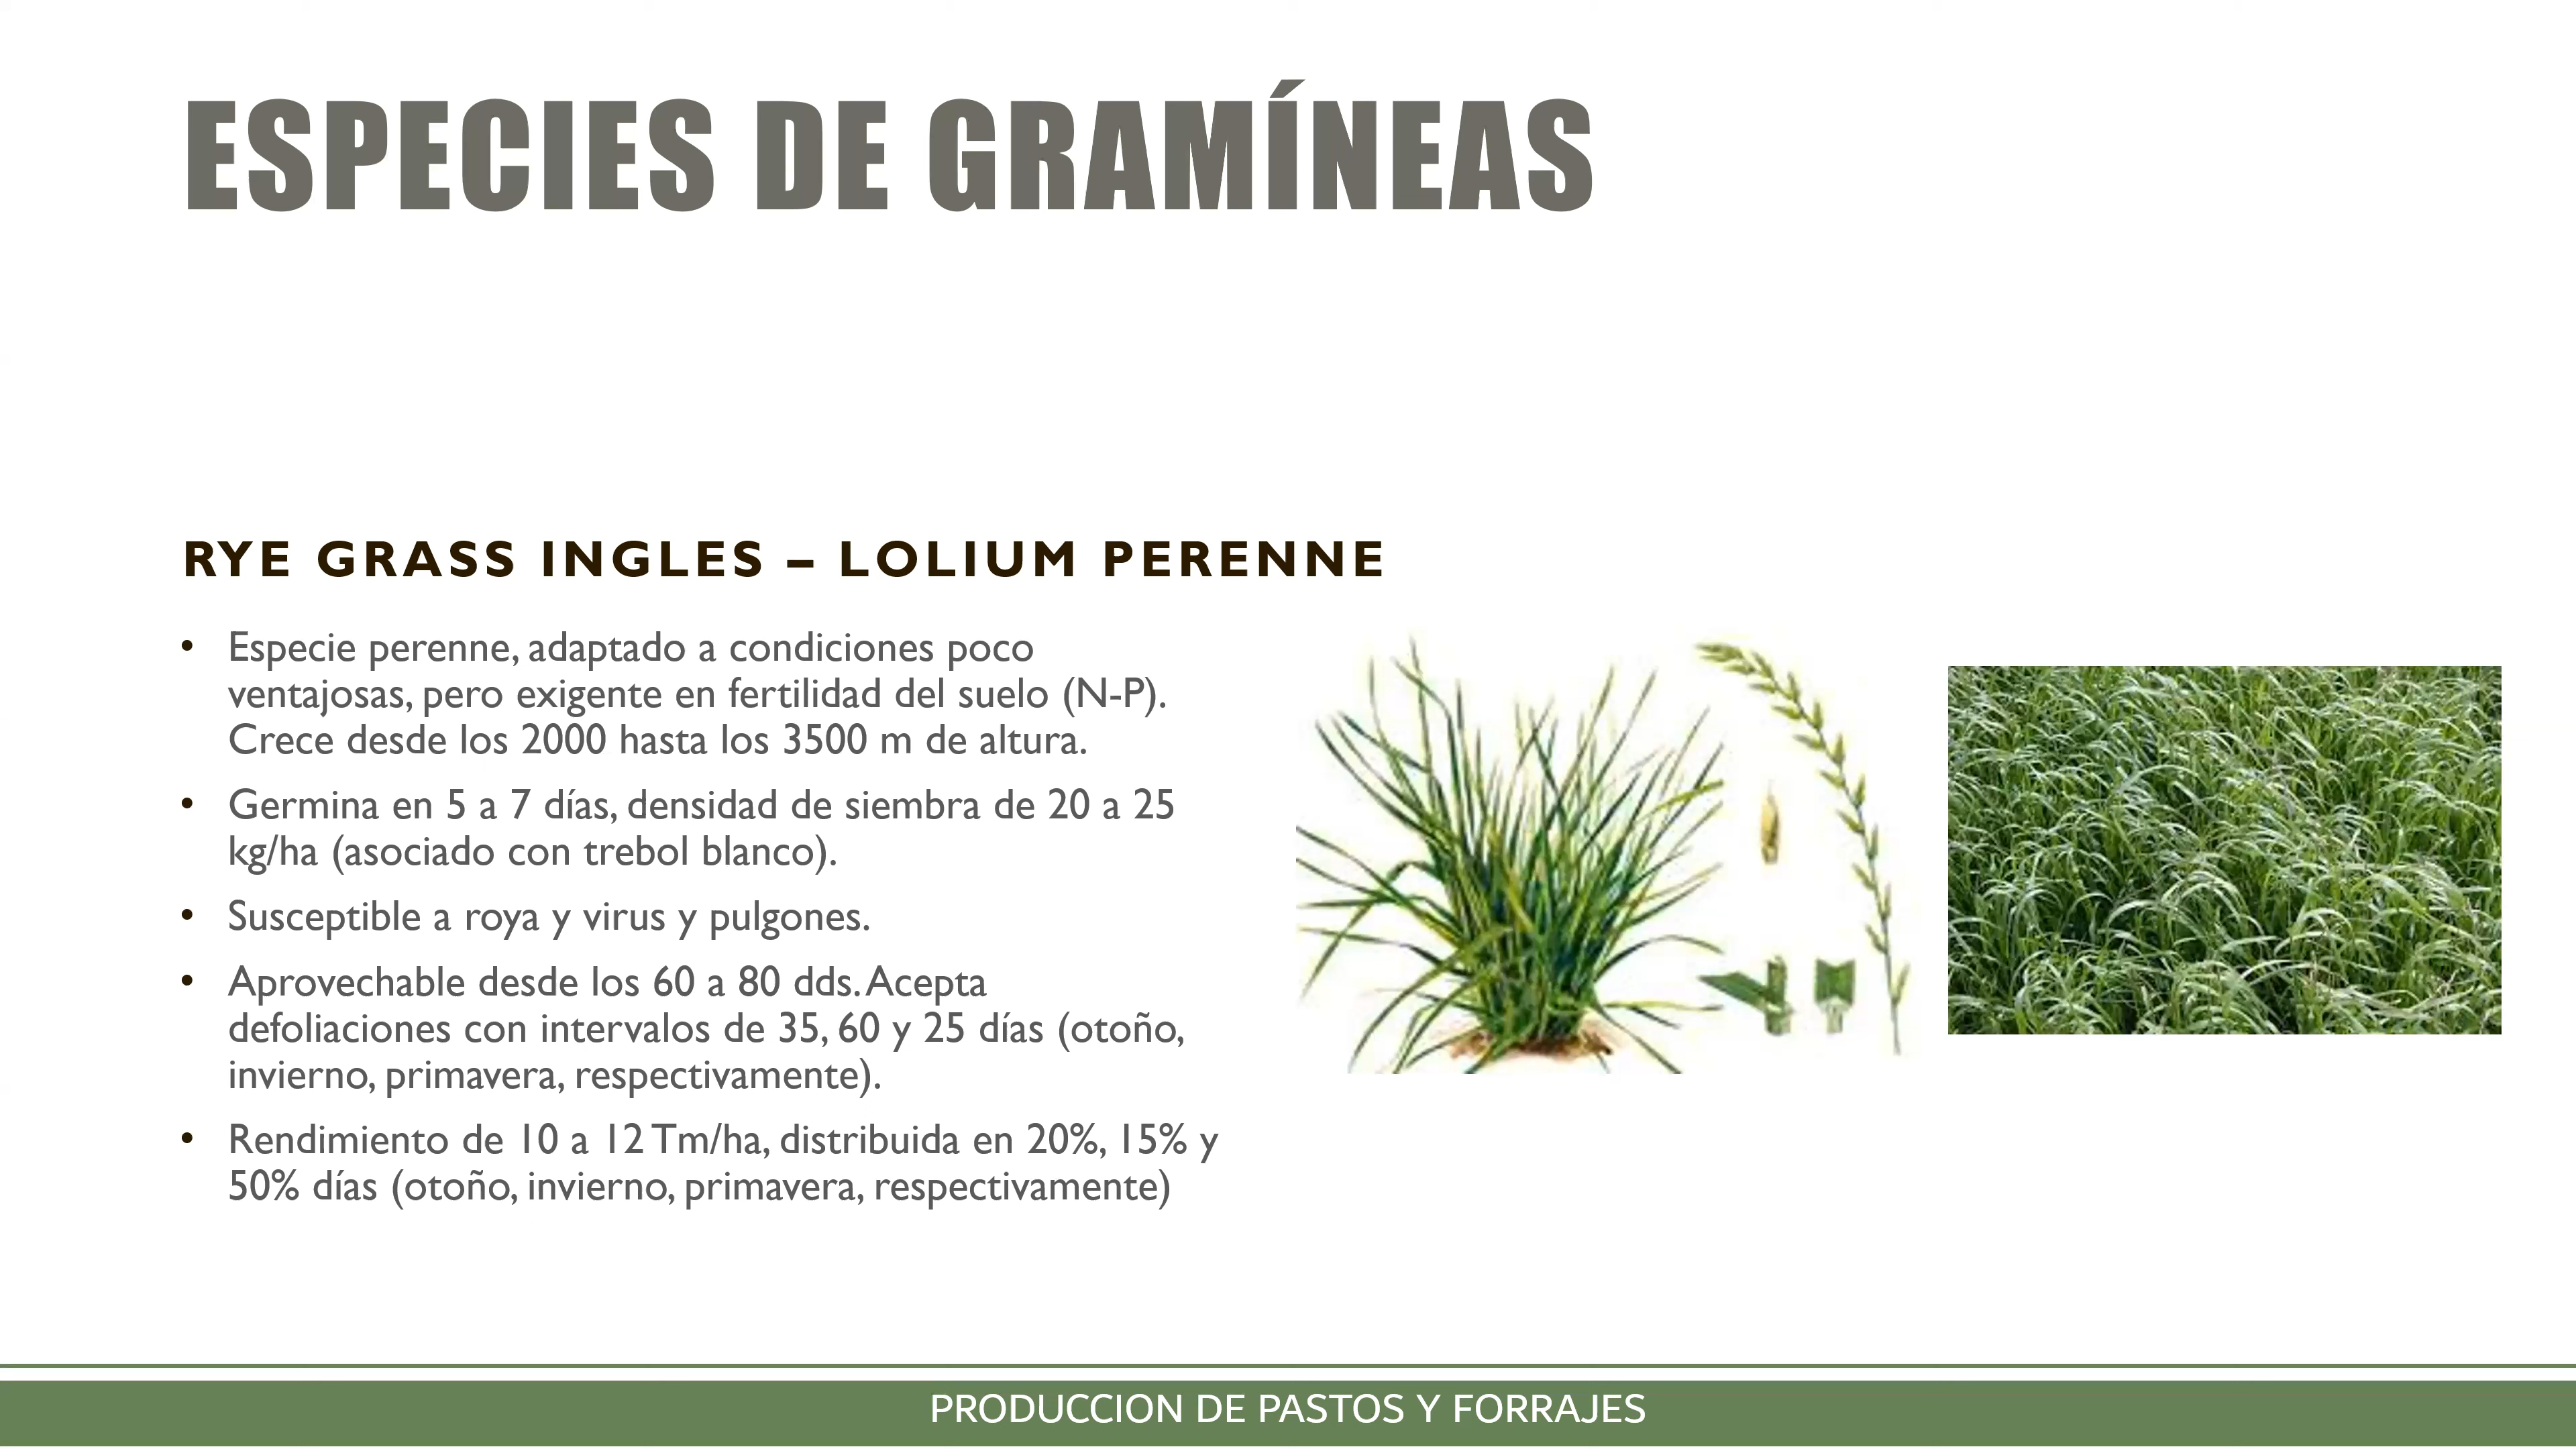 ESPECIES DE GRAMÍNEAS
RYE GRASS INGLES – LOLIUM PERENNE
• Especie perenne, adaptado a condiciones poco
ventajosas, pero exigente en fertilidad del suelo (N-P).
Crece desde los 2000 hasta los 3500 m de altura.
• Germina en 5 a 7 días, densidad de siembra de 20 a 25
kg/ha (asociado con trebol blanco).
• Susceptible a roya y virus y pulgones.
• Aprovechable desde los 60 a 80 dds. Acepta
defoliaciones con intervalos de 35, 60 y 25 días (otoño,
invierno, primavera, respectivamente).
• Rendimiento de 10 a 12 Tm/ha, distribuida en 20%, 15% y
50% días (otoño, invierno, primavera, respectivamente)
PRODUCCION DE PASTOS Y FORRAJES